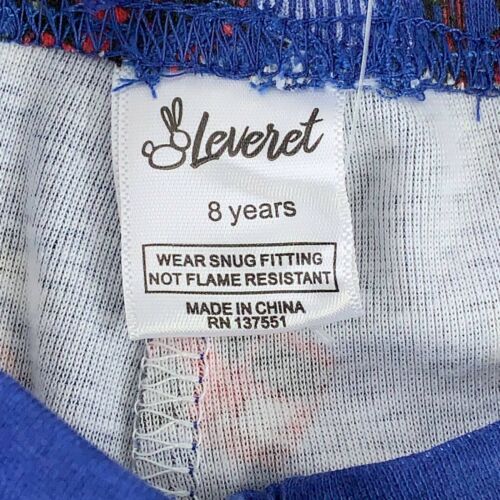 Leveret
8 years
WEAR SNUG FITTING
NOT FLAME RESISTANT
MADE IN CHINA
RN 137551